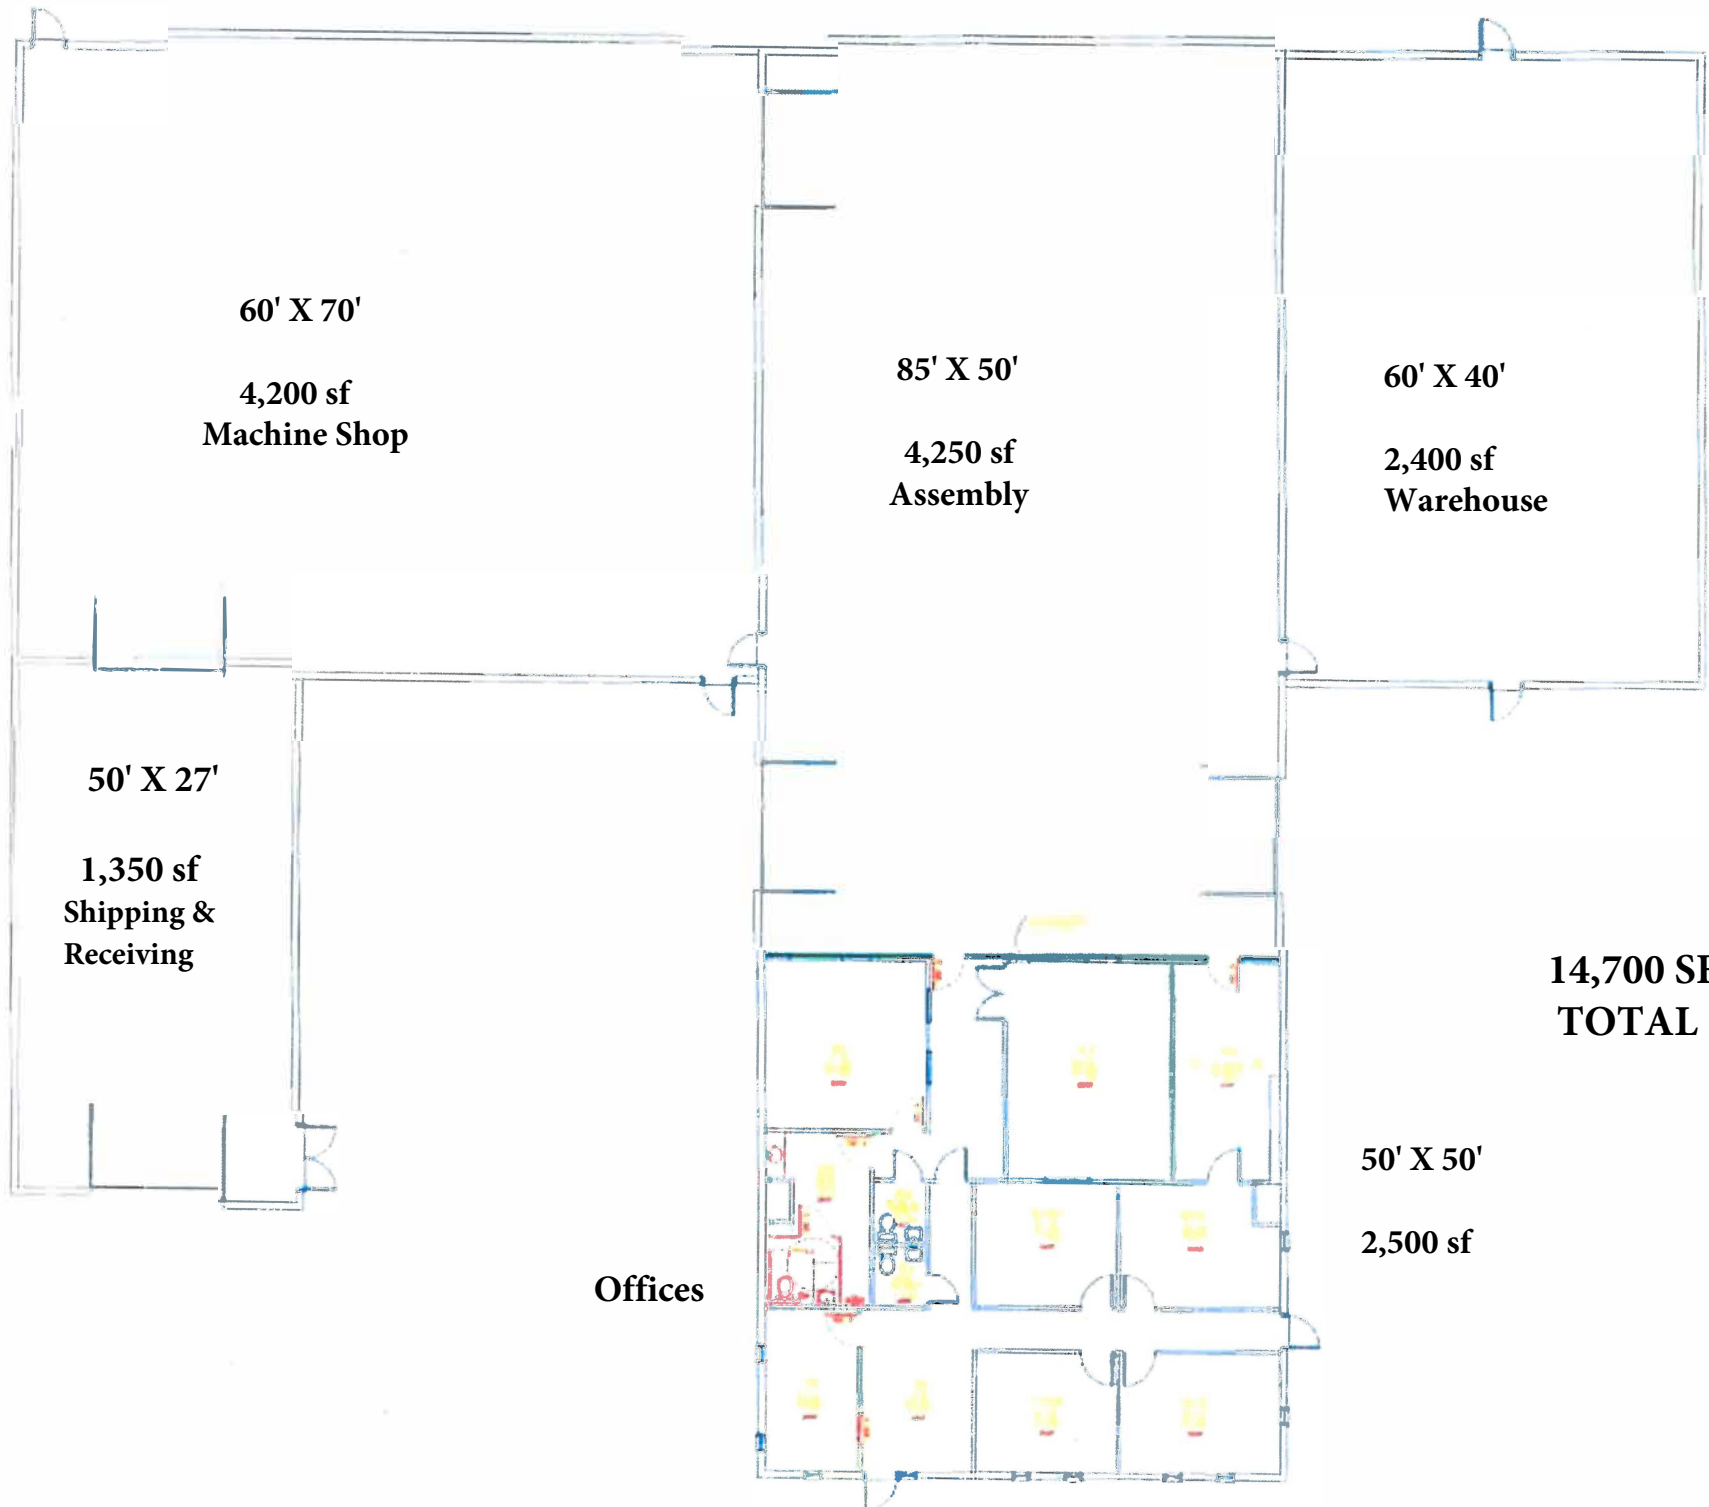 60' X 70'
4,200 sf
Machine Shop
85' X 50'
4,250 sf
Assembly
60' X 40'
2,400 sf
Warehouse
50' X 27'
1,350 sf
Shipping &
Receiving
14,700 SF
TOTAL
50' X 50'
2,500 sf
Offices